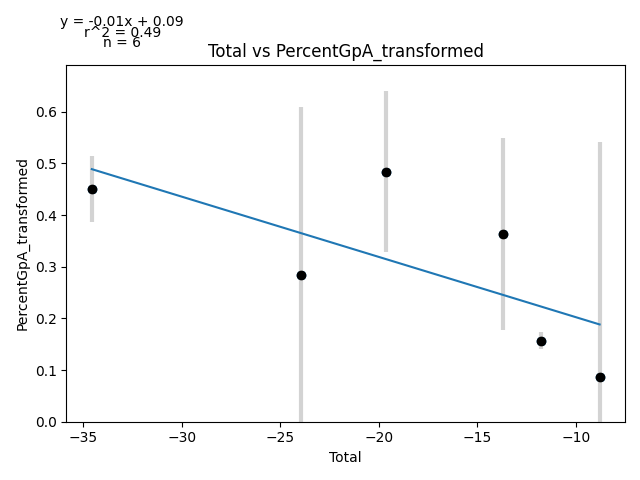 y = -0.01x + 0.09
r^2 = 0.49
n = 6
Total vs PercentGpA_transformed
PercentGpA_transformed
0.6
0.5
0.4
0.3
0.2
0.1
0.0
−35
−30
−25
−20
−15
−10
Total